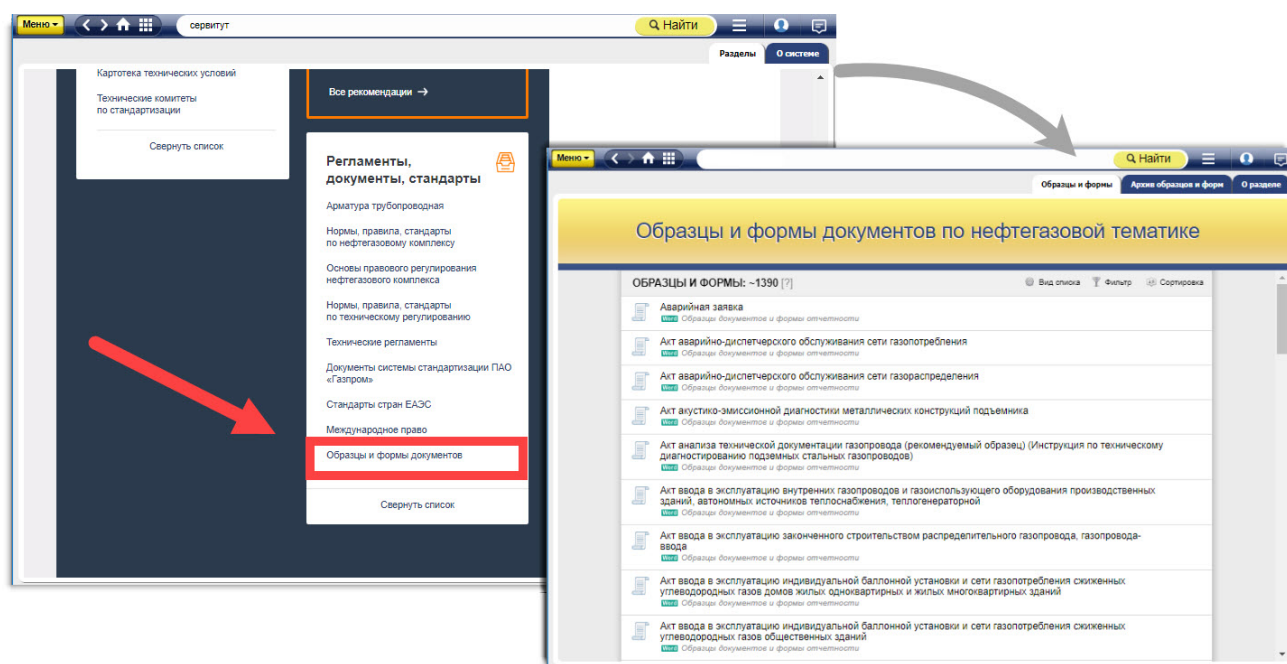 Меню
сервитут
Найти
Разделы
О системе
Картотека технических условий
Технические комитеты
по стандартизации
Свернуть список
Все рекомендации →
Регламенты,
документы, стандарты
Арматура трубопроводная
Нормы, правила, стандарты
по нефтегазовому комплексу
Основы правового регулирования
нефтегазового комплекса
Нормы, правила, стандарты
по техническому регулированию
Технические регламенты
Документы системы стандартизации ПАО
«Газпром»
Стандарты стран ЕАЭС
Международное право
Образцы и формы документов
Свернуть список
Меню
Найти
Образцы и формы
Архив образцов и форм
О разделе
Образцы и формы документов по нефтегазовой тематике
ОБРАЗЦЫ И ФОРМЫ: ~1390 [?]
Вид списка
Фильтр
Сортировка
Аварийная заявка
Word Образцы документов и формы отчетности
Акт аварийно-диспетчерского обслуживания сети газопотребления
Word Образцы документов и формы отчетности
Акт аварийно-диспетчерского обслуживания сети газораспределения
Word Образцы документов и формы отчетности
Акт акустико-эмиссионной диагностики металлических конструкций подъемника
Word Образцы документов и формы отчетности
Акт анализа технической документации газопровода (рекомендуемый образец) (Инструкция по техническому
диагностированию подземных стальных газопроводов)
Word Образцы документов и формы отчетности
Акт ввода в эксплуатацию внутренних газопроводов и газоиспользующего оборудования производственных
зданий, автономных источников теплоснабжения, теплогенераторной
Word Образцы документов и формы отчетности
Акт ввода в эксплуатацию законченного строительством распределительного газопровода, газопровода-
ввода
Word Образцы документов и формы отчетности
Акт ввода в эксплуатацию индивидуальной баллонной установки и сети газопотребления сжиженных
углеводородных газов домов жилых одноквартирных и жилых многоквартирных зданий
Word Образцы документов и формы отчетности
Акт ввода в эксплуатацию индивидуальной баллонной установки и сети газопотребления сжиженных
углеводородных газов общественных зданий
Word Образцы документов и формы отчетности